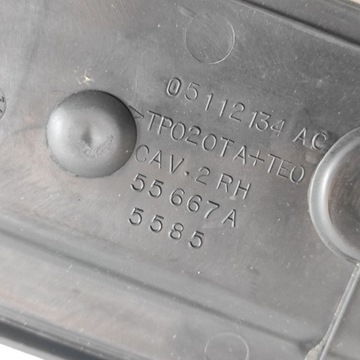 05112134 AC
>TPO20TA+TEO
CAV.2 RH
55667A
5585